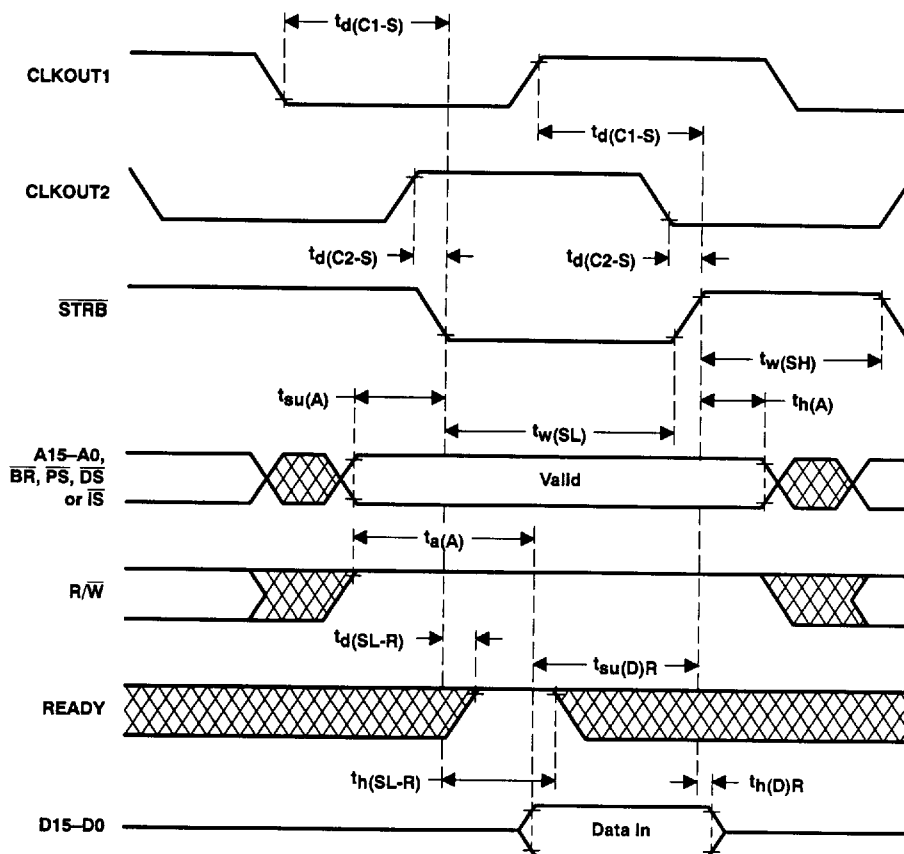 td(C1-S)
CLKOUT1
td(C1-S)
CLKOUT2
td(C2-S)
td(C2-S)
STRB
tw(SH)
tsu(A)
th(A)
tw(SL)
A15–A0,
BR, PS, DS
or IS
Valid
ta(A)
R/W
td(SL-R)
tsu(D)R
READY
th(SL-R)
th(D)R
D15–D0
Data In